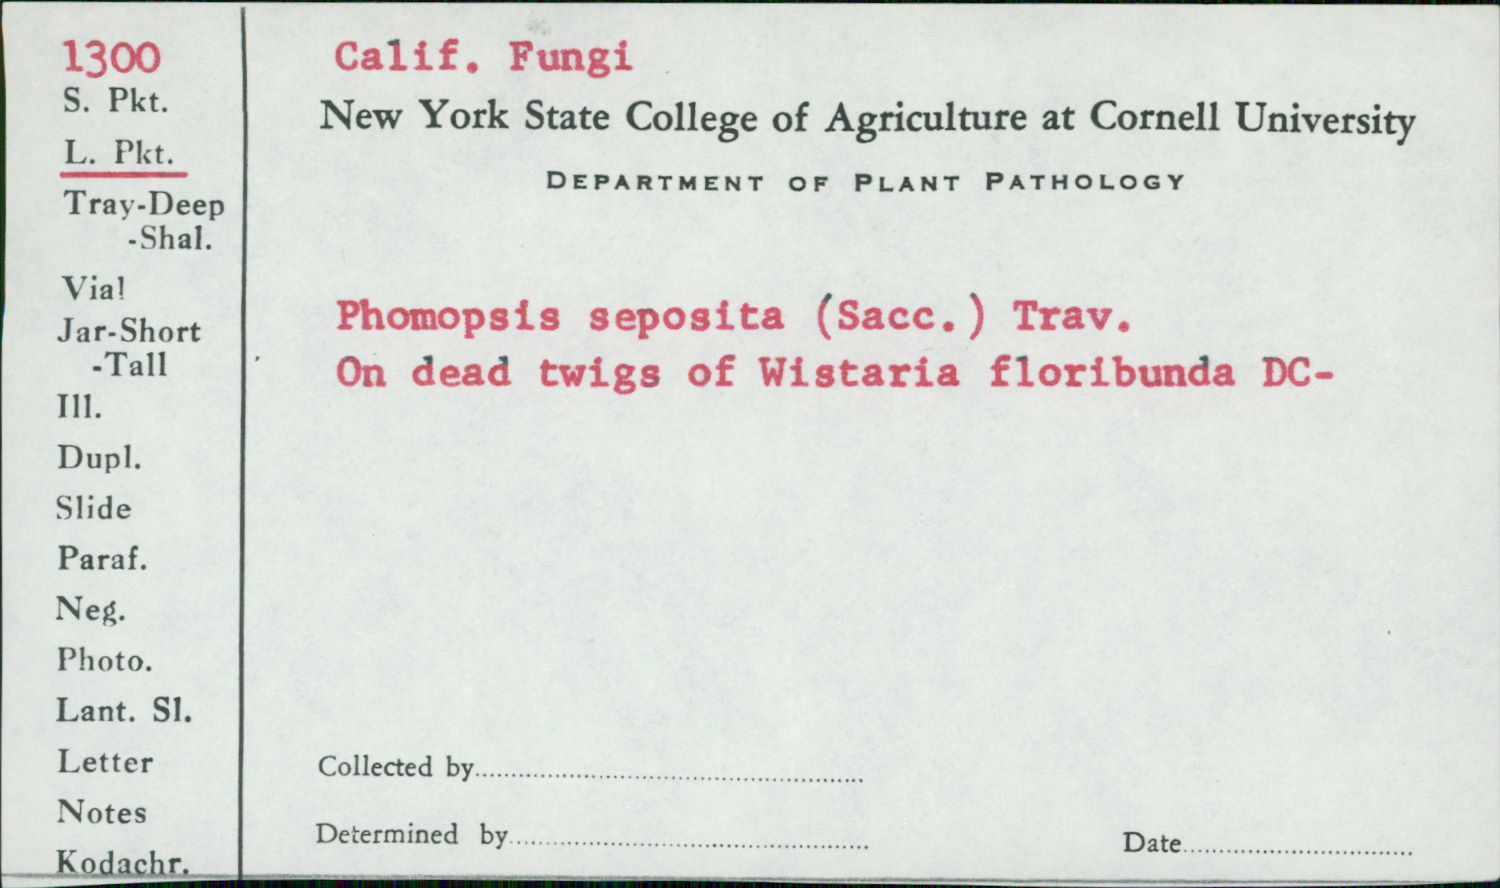 1300
S. Pkt.
L. Pkt.
Tray-Deep
-Shal.
Vial
Jar-Short
-Tall
Ill.
Dupl.
Slide
Paraf.
Neg.
Photo.
Lant. Sl.
Letter
Notes
Kodachr.
Calif. Fungi
New York State College of Agriculture at Cornell University
DEPARTMENT OF PLANT PATHOLOGY
Phomopsis seposita (Sacc.) Trav.
On dead twigs of Wistaria floribunda DC-
Collected by
Determined by
Date